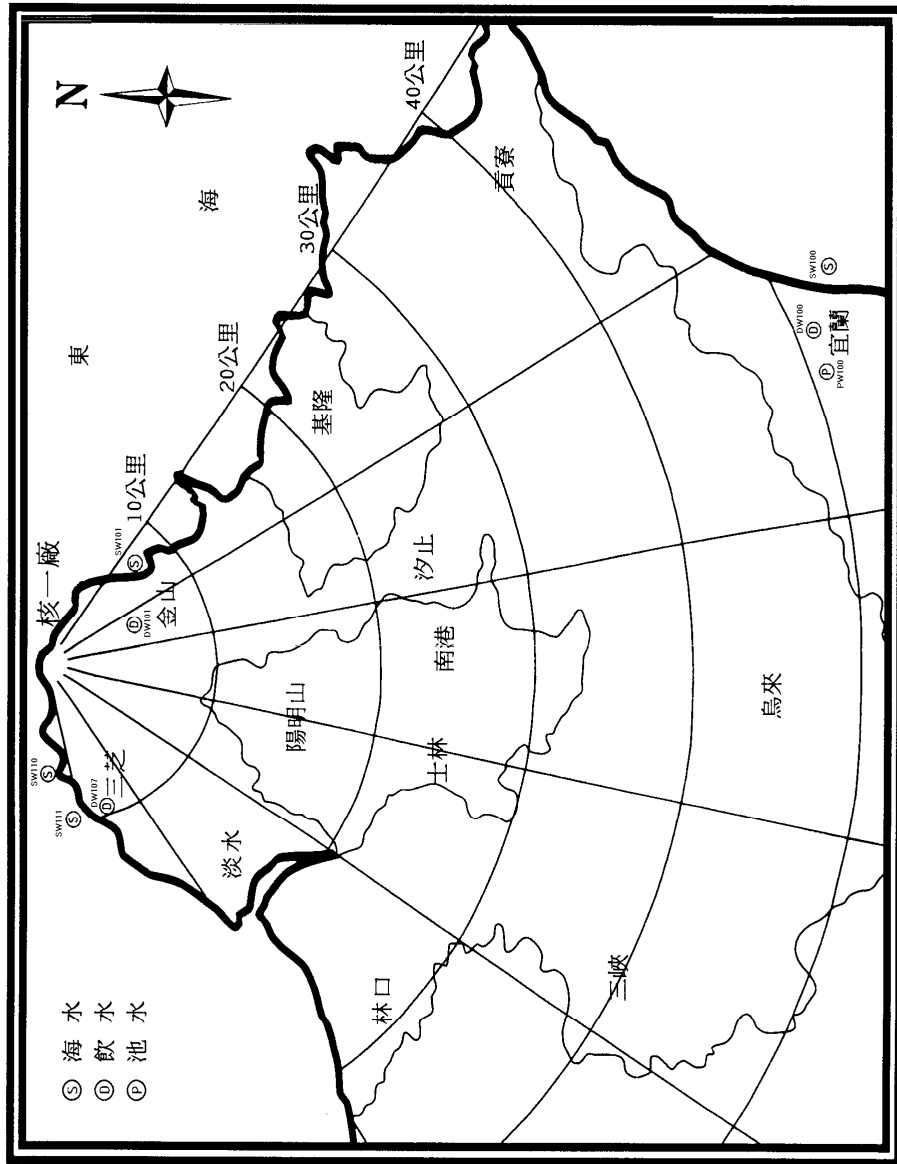 N
東
海
核一廠
10公里
20公里
30公里
40公里
SW110
Ⓢ
SW111
Ⓢ
DW107
Ⓓ
三芝
Ⓓ
DW101
金山
SW101
Ⓢ
淡水
陽明山
基隆
林口
士林
南港
汐止
貢寮
三峽
烏來
SW100
Ⓢ
DW100
Ⓓ
Ⓟ
PW100
宜蘭
Ⓢ 海水
Ⓓ 飲水
Ⓟ 池水